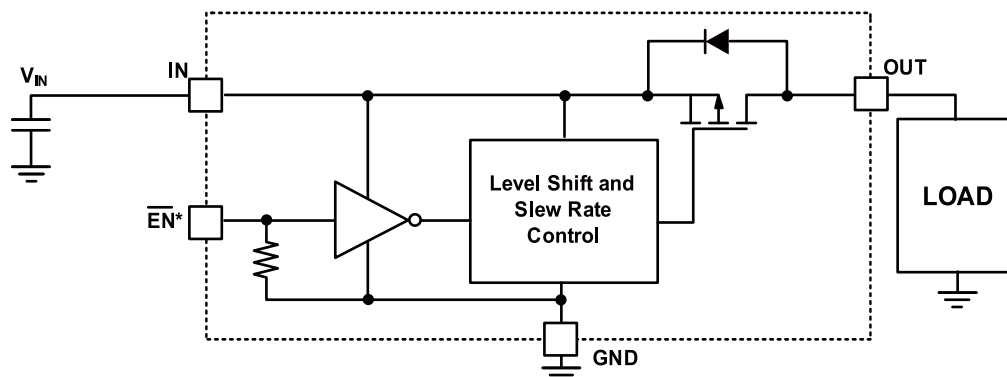 IN
V_IN
OUT
EN*
Level Shift and
Slew Rate
Control
LOAD
GND